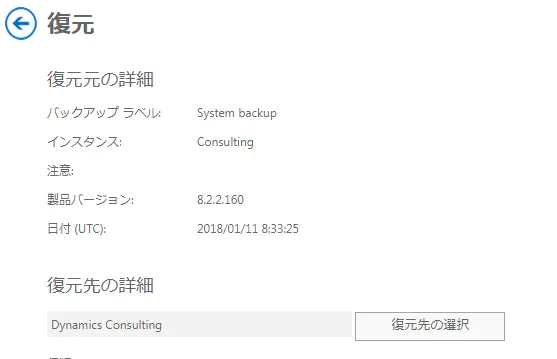 復元
復元元の詳細
バックアップ ラベル: System backup
インスタンス: Consulting
注意:
製品バージョン: 8.2.2.160
日付 (UTC): 2018/01/11 8:33:25
復元先の詳細
Dynamics Consulting 復元先の選択